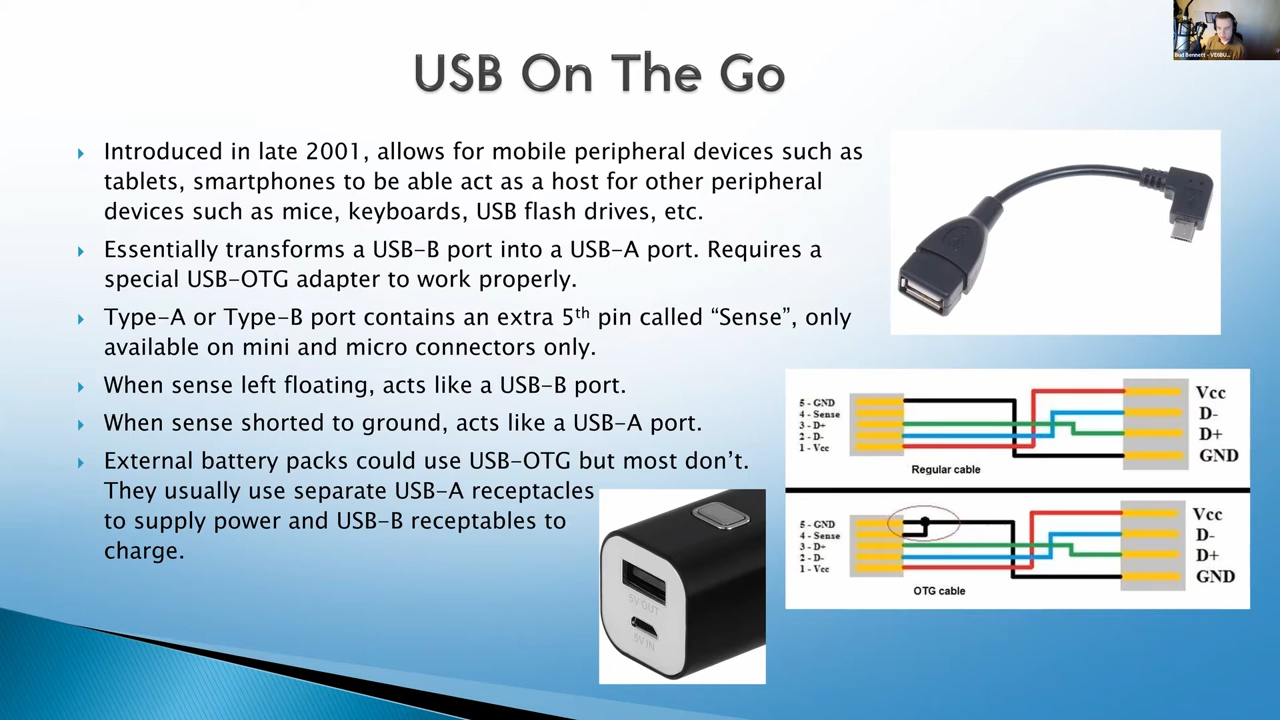 USB On The Go
Introduced in late 2001, allows for mobile peripheral devices such as
tablets, smartphones to be able act as a host for other peripheral
devices such as mice, keyboards, USB flash drives, etc.
Essentially transforms a USB-B port into a USB-A port. Requires a
special USB-OTG adapter to work properly.
Type-A or Type-B port contains an extra 5th pin called “Sense”, only
available on mini and micro connectors only.
When sense left floating, acts like a USB-B port.
When sense shorted to ground, acts like a USB-A port.
External battery packs could use USB-OTG but most don’t.
They usually use separate USB-A receptacles
to supply power and USB-B receptables to
charge.
5V OUT
5V IN
5 - GND
4 - Sense
3 - D+
2 - D-
1 - Vcc
Vcc
D-
D+
GND
Regular cable
5 - GND
4 - Sense
3 - D+
2 - D-
1 - Vcc
Vcc
D-
D+
GND
OTG cable
Bud Bennett -